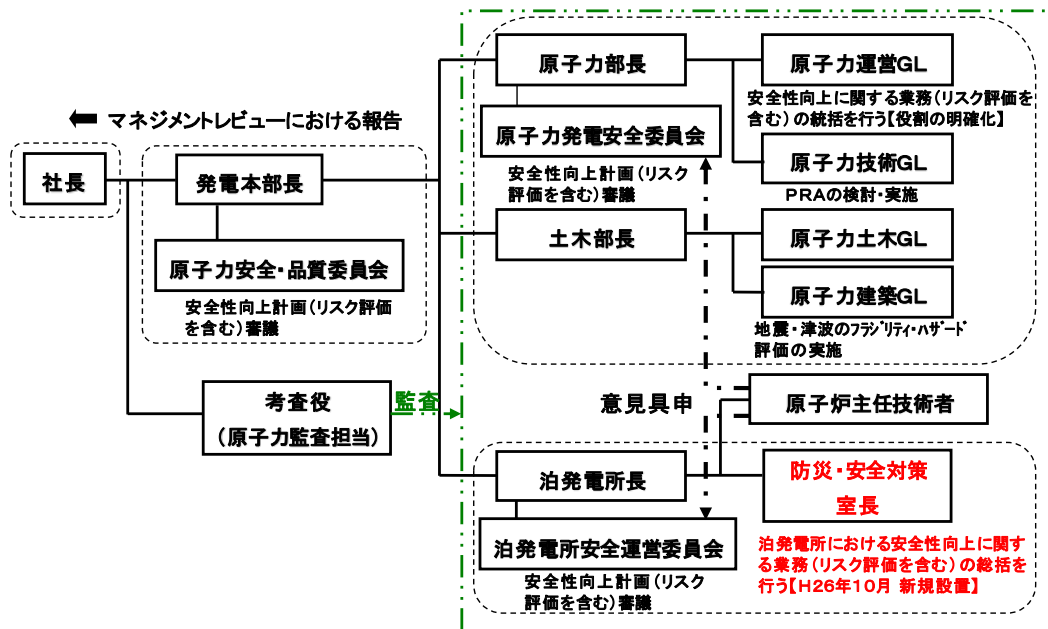 ⬅ マネジメントレビューにおける報告
社長
発電本部長
原子力安全・品質委員会
安全性向上計画(リスク評価
を含む)審議
考査役
(原子力監査担当)
監査
原子力部長
原子力発電安全委員会
安全性向上計画(リスク
評価を含む)審議
土木部長
原子力運営GL
安全性向上に関する業務(リスク評価を
含む)の統括を行う【役割の明確化】
原子力技術GL
PRAの検討・実施
原子力土木GL
原子力建築GL
地震・津波のフラジリティ・ハザード
評価の実施
意見具申
原子炉主任技術者
泊発電所長
泊発電所安全運営委員会
安全性向上計画(リスク
評価を含む)審議
防災・安全対策
室長
泊発電所における安全性向上に関す
る業務(リスク評価を含む)の総括を
行う【H26年10月 新規設置】